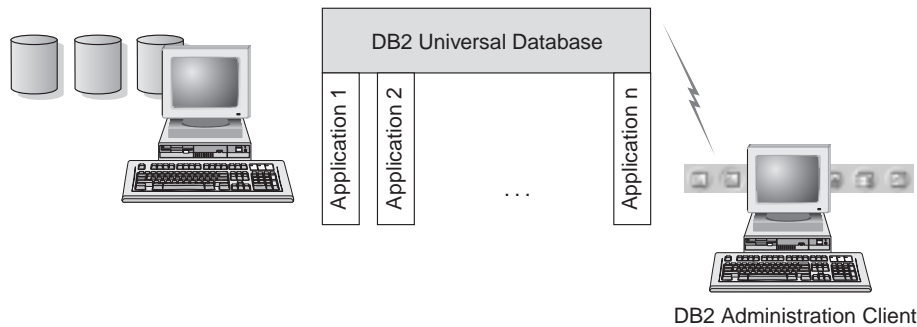 DB2 Universal Database
Application 1
Application 2
. . .
Application n
DB2 Administration Client